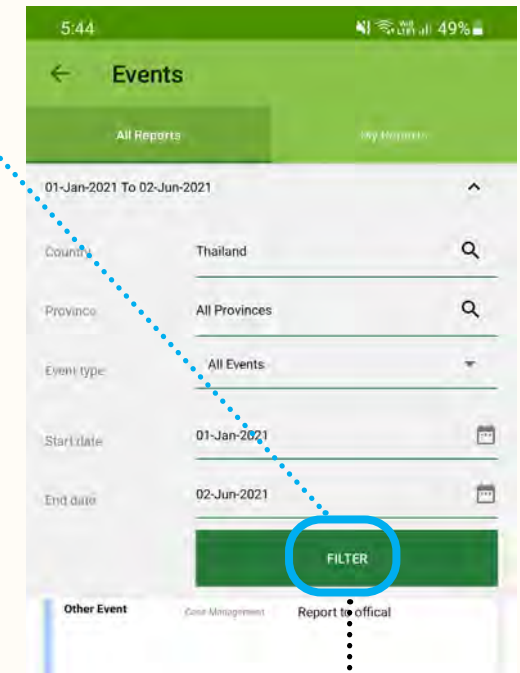 5:44 49%
Events
All Reports My Reports
01-Jan-2021 To 02-Jun-2021
Country Thailand
Province All Provinces
Event type All Events
Start date 01-Jan-2021
End date 02-Jun-2021
FILTER
Other Event Case Management Report to offical